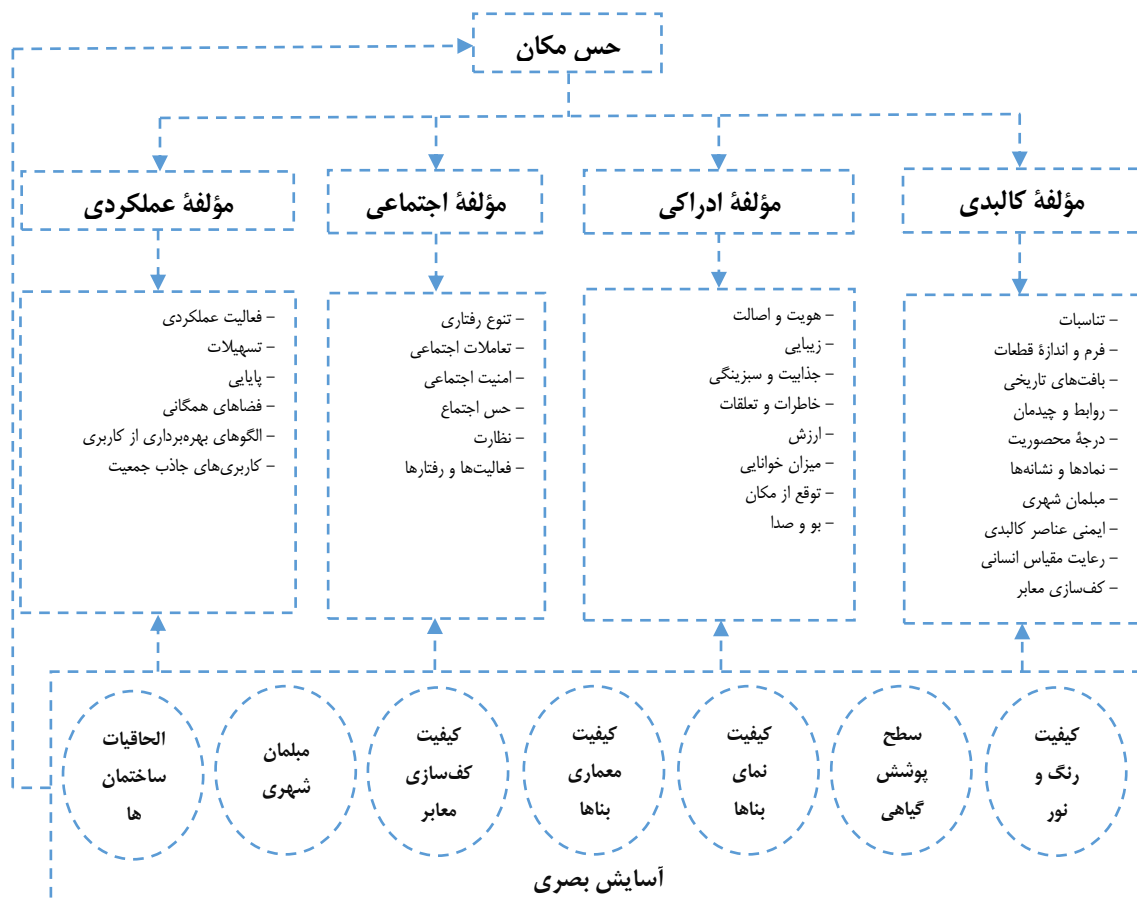 حس مکان
مؤلفۀ کالبدی
مؤلفۀ ادراکی
مؤلفۀ اجتماعی
مؤلفۀ عملکردی
- تناسبات
- فرم و اندازۀ قطعات
- بافت‌های تاریخی
- روابط و چیدمان
- درجۀ محصوریت
- نمادها و نشانه‌ها
- مبلمان شهری
- ایمنی عناصر کالبدی
- رعایت مقیاس انسانی
- کف‌سازی معابر
- هویت و اصالت
- زیبایی
- جذابیت و سبزینگی
- خاطرات و تعلقات
- ارزش
- میزان خوانایی
- توقع از مکان
- بو و صدا
- تنوع رفتاری
- تعاملات اجتماعی
- امنیت اجتماعی
- حس اجتماع
- نظارت
- فعالیت‌ها و رفتارها
- فعالیت عملکردی
- تسهیلات
- پایایی
- فضاهای همگانی
- الگوهای بهره‌برداری از کاربری
- کاربری‌های جاذب جمعیت
کیفیت
رنگ و
نور
سطح
پوشش
گیاهی
کیفیت
نمای
بناها
کیفیت
معماری
بناها
کیفیت
کف‌سازی
معابر
مبلمان
شهری
الحاقیات
ساختمان
ها
آسایش بصری